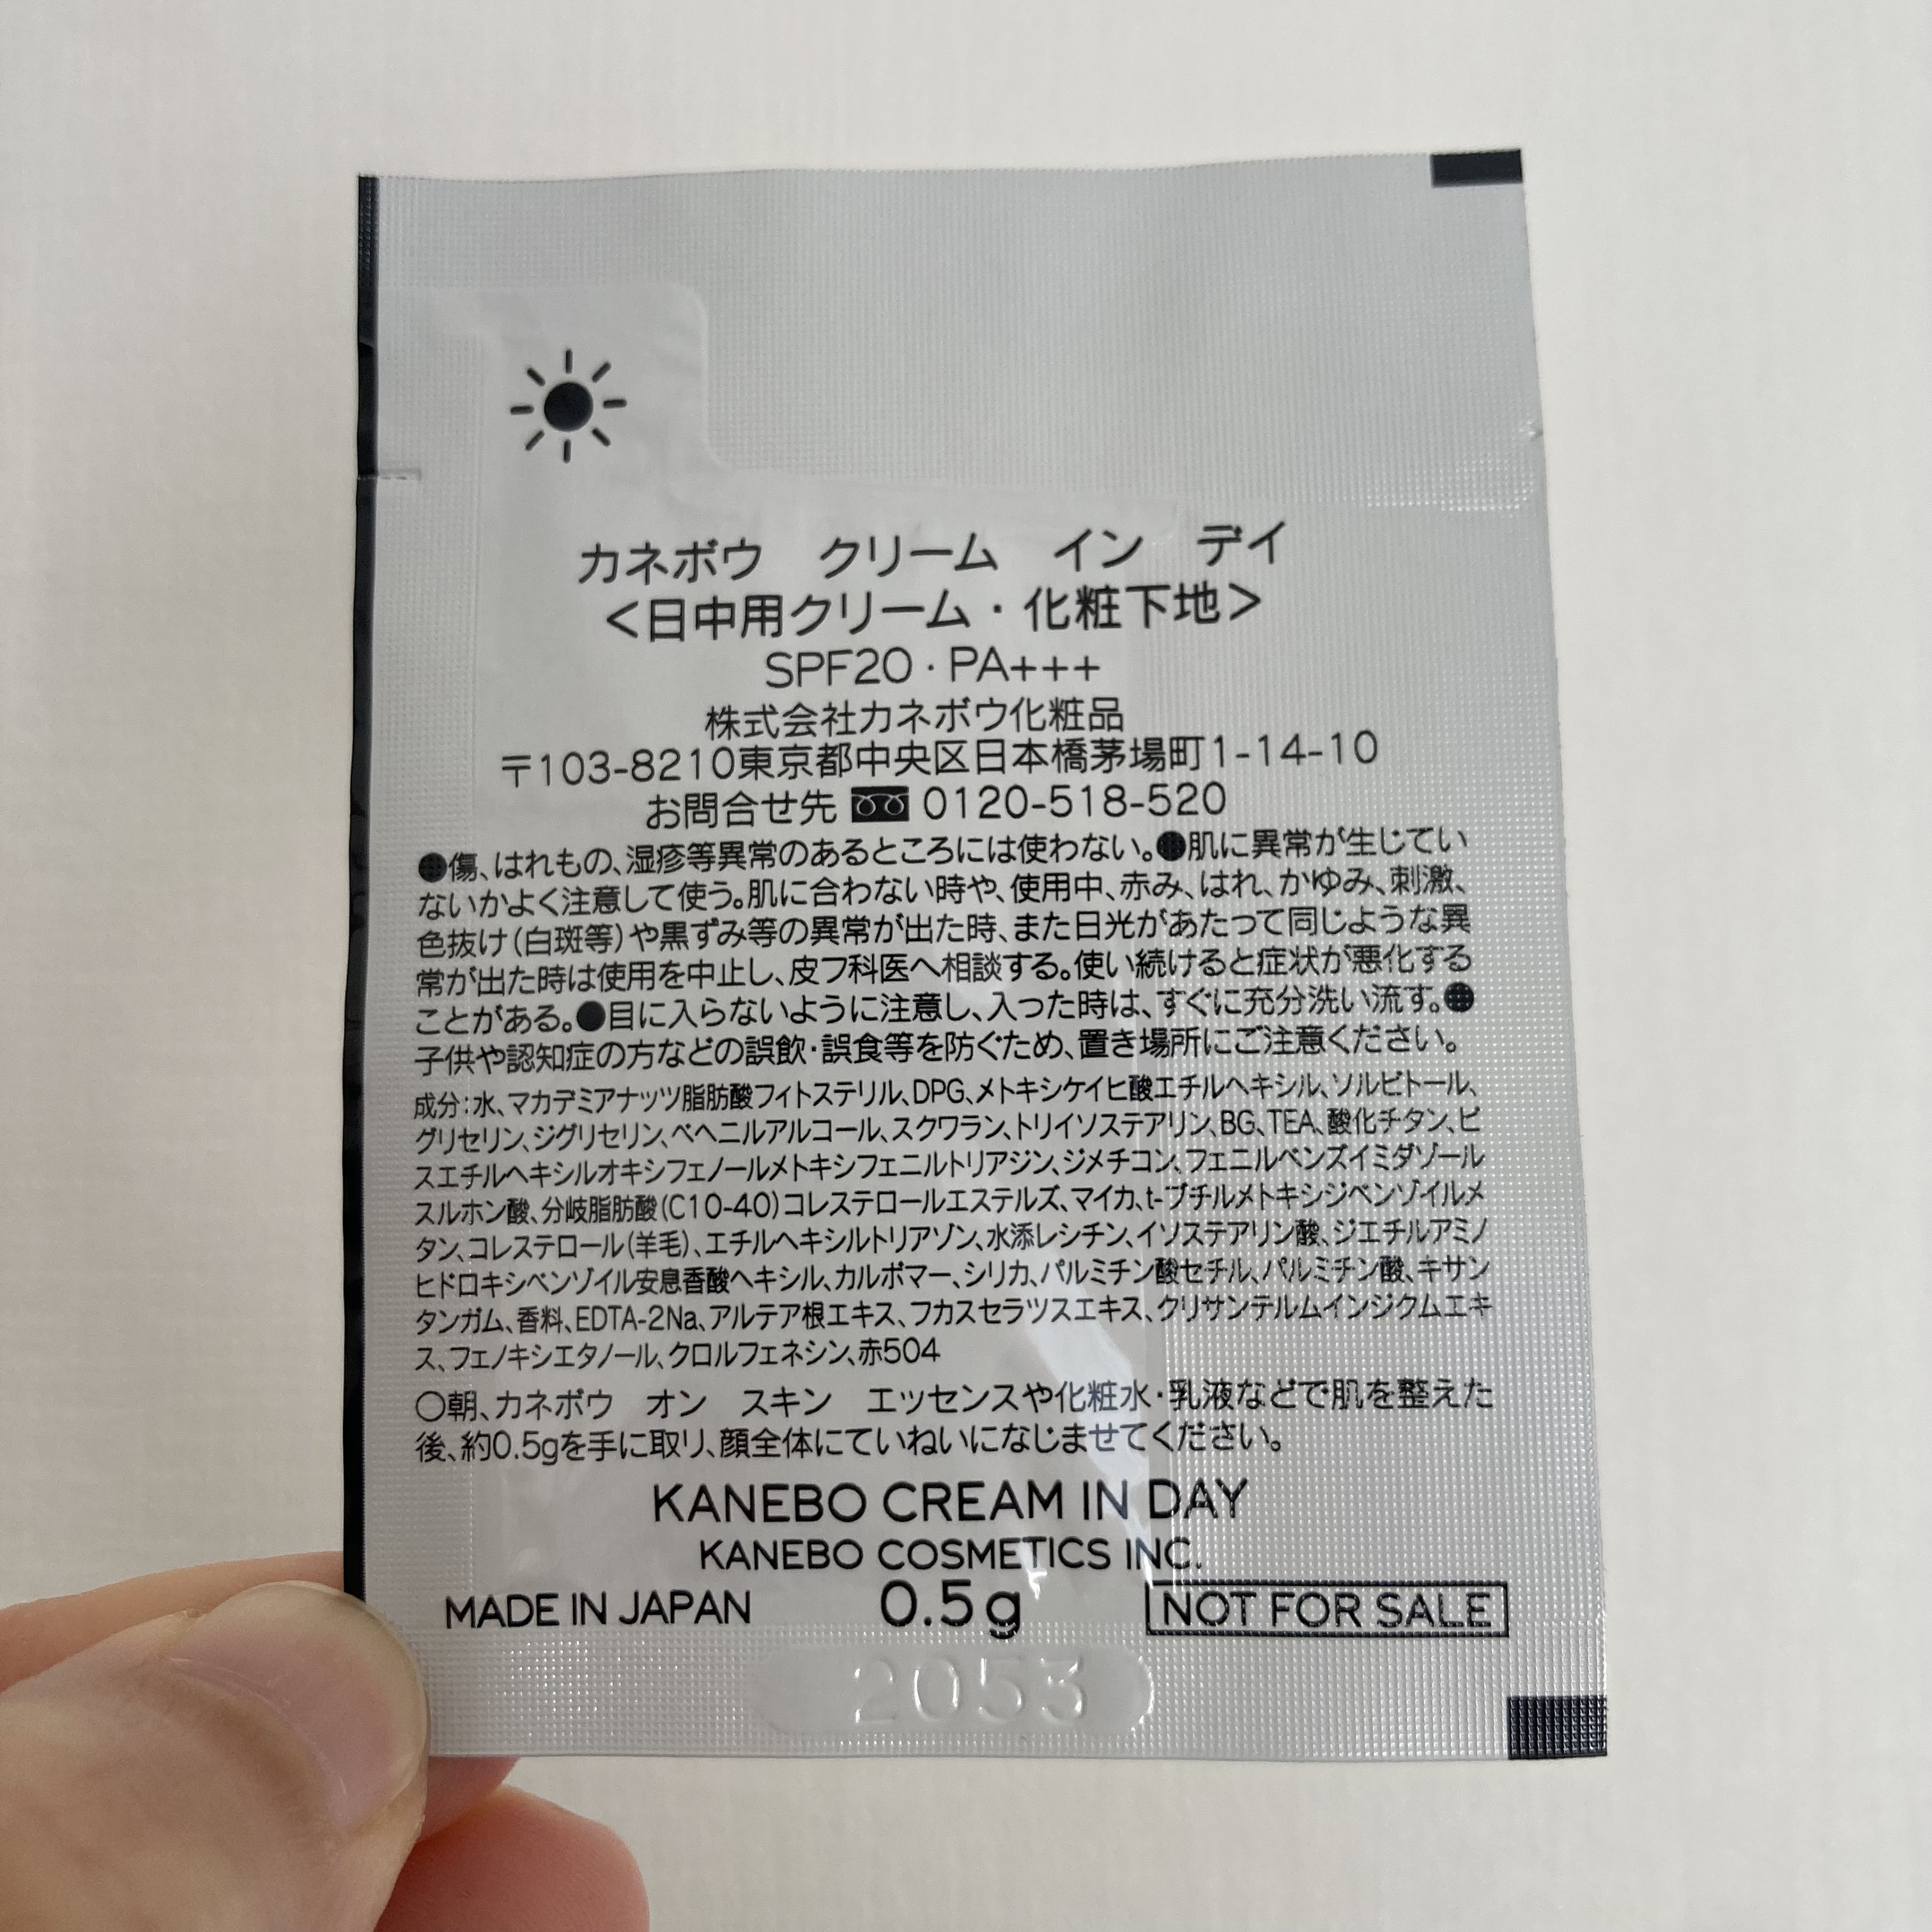 カネボウ　クリーム　イン　デイ
＜日中用クリーム・化粧下地＞
SPF20・PA+++
株式会社カネボウ化粧品
〒103-8210東京都中央区日本橋茅場町1-14-10
お問合せ先 0120-518-520
●傷、はれもの、湿疹等異常のあるところには使わない。●肌に異常が生じてい
ないかよく注意して使う。肌に合わない時や、使用中、赤み、はれ、かゆみ、刺激、
色抜け(白斑等)や黒ずみ等の異常が出た時、また日光があたって同じような異
常が出た時は使用を中止し、皮フ科医へ相談する。使い続けると症状が悪化する
ことがある。●目に入らないように注意し、入った時は、すぐに充分洗い流す。●
子供や認知症の方などの誤飲・誤食等を防ぐため、置き場所にご注意ください。
成分:水、マカデミアナッツ脂肪酸フィトステリル、DPG、メトキシケイヒ酸エチルヘキシル、ソルビトール、
グリセリン、ジグリセリン、ベヘニルアルコール、スクワラン、トリイソステアリン、BG、TEA、酸化チタン、ビ
スエチルヘキシルオキシフェノールメトキシフェニルトリアジン、ジメチコン、フェニルベンズイミダゾール
スルホン酸、分岐脂肪酸(C10-40)コレステロールエステルズ、マイカ、t-ブチルメトキシジベンゾイルメ
タン、コレステロール(羊毛)、エチルヘキシルトリアゾン、水添レシチン、イソステアリン酸、ジエチルアミノ
ヒドロキシベンゾイル安息香酸ヘキシル、カルボマー、シリカ、パルミチン酸セチル、パルミチン酸、キサン
タンガム、香料、EDTA-2Na、アルテア根エキス、フカスセラツスエキス、クリサンテルムインジクムエキ
ス、フェノキシエタノール、クロルフェネシン、赤504
○朝、カネボウ　オン　スキン　エッセンスや化粧水・乳液などで肌を整えた
後、約0.5gを手に取り、顔全体にていねいになじませてください。
KANEBO CREAM IN DAY
KANEBO COSMETICS INC.
MADE IN JAPAN 0.5g NOT FOR SALE
2053